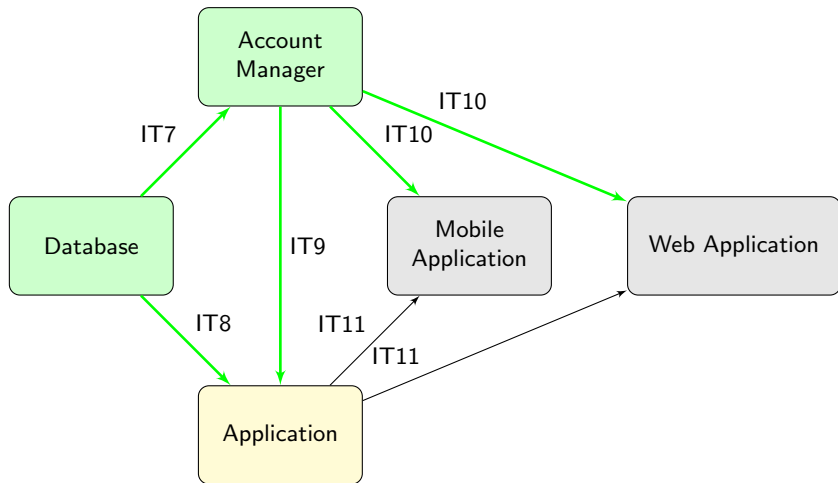 Account
Manager
IT10
IT7
IT10
Database
IT9
Mobile
Application
Web Application
IT8
IT11
IT11
Application